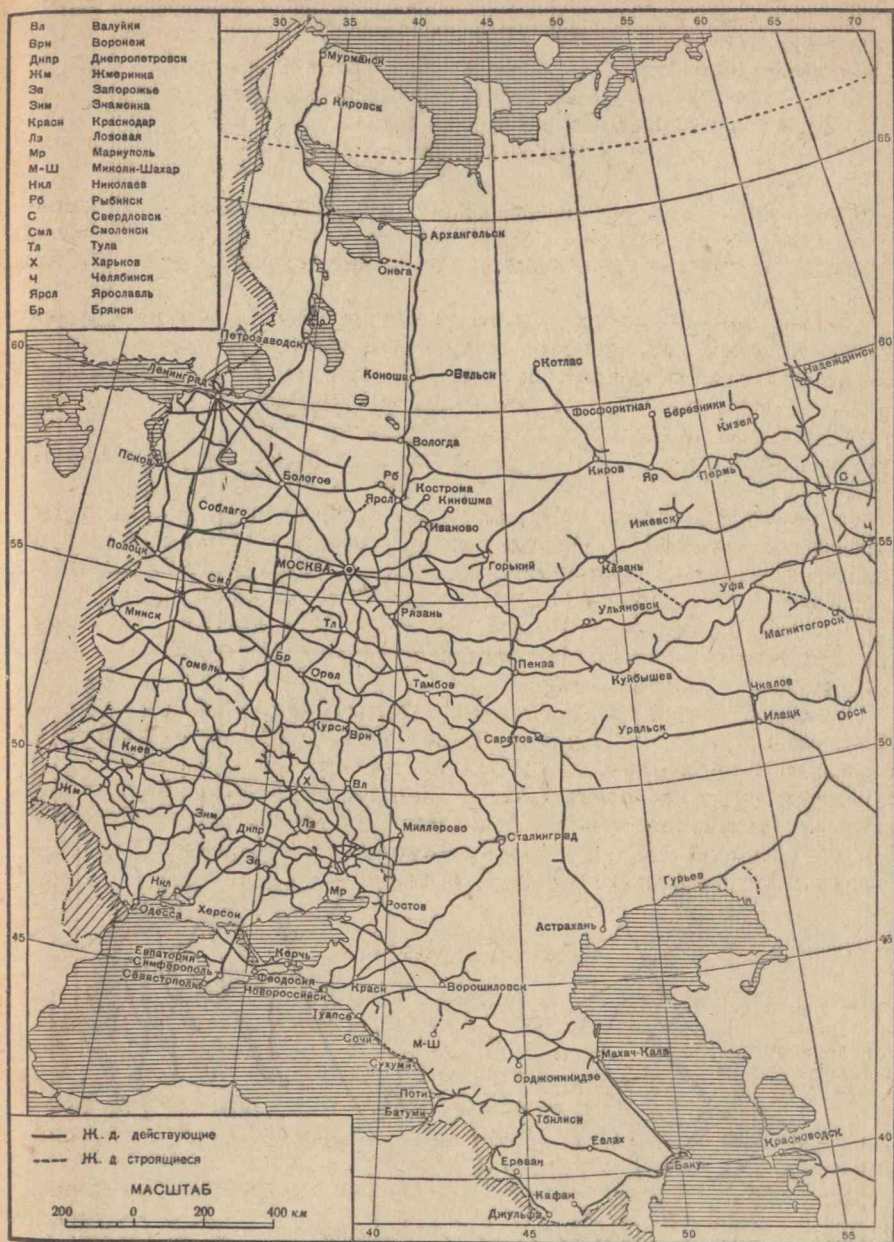 30 35 40 45 50 55 60 65 70 72
Вл Валуйки
Врн Воронеж
Днпр Днепропетровск
Жм Жмеринка
Зп Запорожье
Знм Знаменка
Красн Краснодар
Лз Лозовая
Мр Мариуполь
М-Ш Микоян-Шахар
Нкл Николаев
Рб Рыбинск
С Свердловск
Смл Смоленск
Тл Тула
Х Харьков
Ч Челябинск
Ярсл Ярославль
Бр Брянск
Мурманск
Кировск
65
65
Архангельск
Онега
60
Петрозаводск
60
Ленинград
Коноша
Вельск
Котлас
Надеждинск
Фосфоритная
Березники
Кизел
Псков
Вологда
Бологое
Рб
Ярсл
Кострома
Кинешма
Иваново
Киров
Яр
Пермь
С
Соблаго
Ижевск
55
Полоцк
МОСКВА
Горький
Казань
Ч
55
Смл
Уфа
Минск
Тл
Рязань
Ульяновск
Магнитогорск
Гомель
Бр
Орел
Тамбов
Пенза
Куйбышев
Чкалов
Илецк
Орск
50
Киев
Курск
Врн
Саратов
Уральск
50
Жм
Х
Вл
Знм
Днпр
Лз
Миллерово
Сталинград
Зп
Гурьев
Нкл
Мр
Одесса
Херсон
Ростов
Астрахань
45
45
Евпатория
Симферополь
Севастополь
Керчь
Феодосия
Новороссийск
Красн
Ворошиловск
Туапсе
Сочи
М-Ш
Сухуми
Орджоникидзе
Махач-Кала
Поти
Батуми
Тбилиси
Евлах
Красноводск
40
Ереван
Баку
Кафан
Джульфа
Ж. д. действующие
Ж. д строящиеся
МАСШТАБ
200 0 200 400 км
40 45 50 55